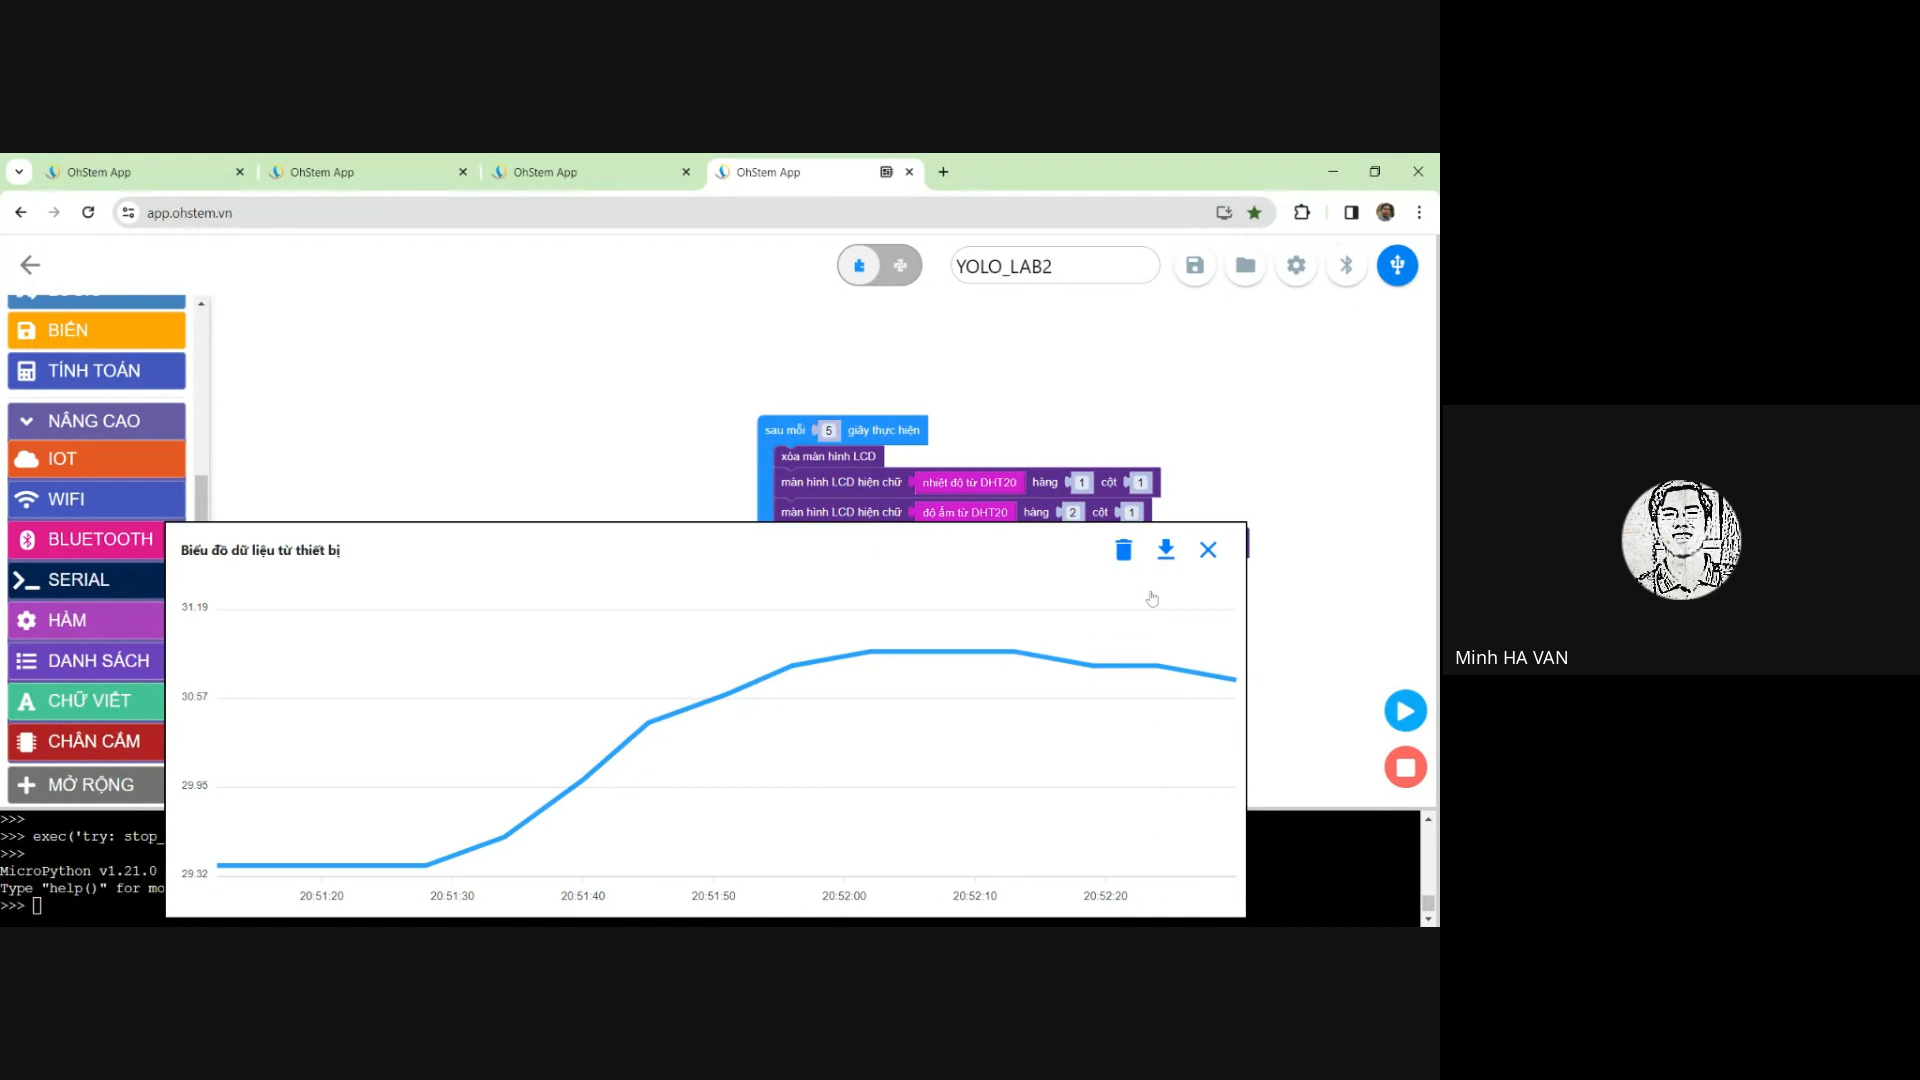 OhStem App
OhStem App
OhStem App
OhStem App
app.ohstem.vn
YOLO_LAB2
BIẾN
TÍNH TOÁN
NÂNG CAO
IOT
WIFI
BLUETOOTH
SERIAL
HÀM
DANH SÁCH
CHỮ VIẾT
CHÂN CẮM
MỞ RỘNG
sau mỗi 5 giây thực hiện
xóa màn hình LCD
màn hình LCD hiện chữ nhiệt độ từ DHT20 hàng 1 cột 1
màn hình LCD hiện chữ độ ẩm từ DHT20 hàng 2 cột 1
Biểu đồ dữ liệu từ thiết bị
31.19
30.57
29.95
29.32
20:51:20 20:51:30 20:51:40 20:51:50 20:52:00 20:52:10 20:52:20
>>>
>>> exec('try: stop_
>>>
MicroPython v1.21.0
Type "help()" for mo
>>>
Minh HA VAN